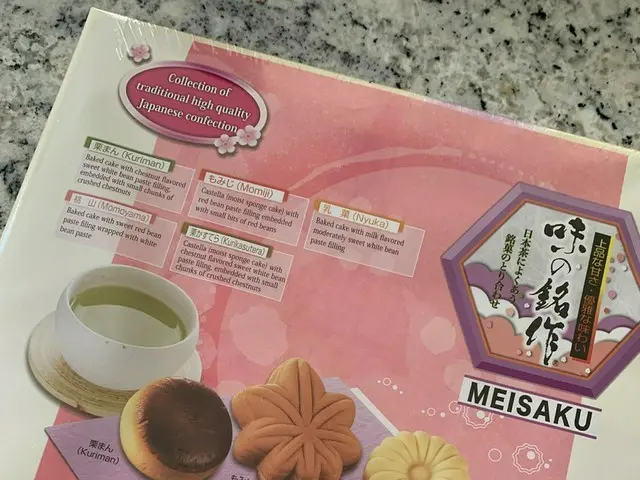 Collection of
traditional high quality
Japanese confection
栗まん (Kuriman)
Baked cake with chestnut flavored
sweet white bean paste filling,
embedded with small chunks of
crushed chestnuts
もみじ (Momiji)
Castella (moist sponge cake) with
red bean paste filling embedded
with small bits of red beans
乳 菓 (Nyuka)
Baked cake with milk flavored
moderately sweet white bean
paste filling
桃 山 (Momoyama)
Baked cake with sweet red bean
paste filling wrapped with white
bean paste
栗かすてら (Kurikasutera)
Castella (moist sponge cake) with
chestnut flavored sweet white bean
paste filling, embedded with small
chunks of crushed chestnuts
上品な甘さ・優雅な味わい
味の銘作
日本茶によくあう
銘菓のとり合わせ
MEISAKU
栗まん
(Kuriman)
もみじ